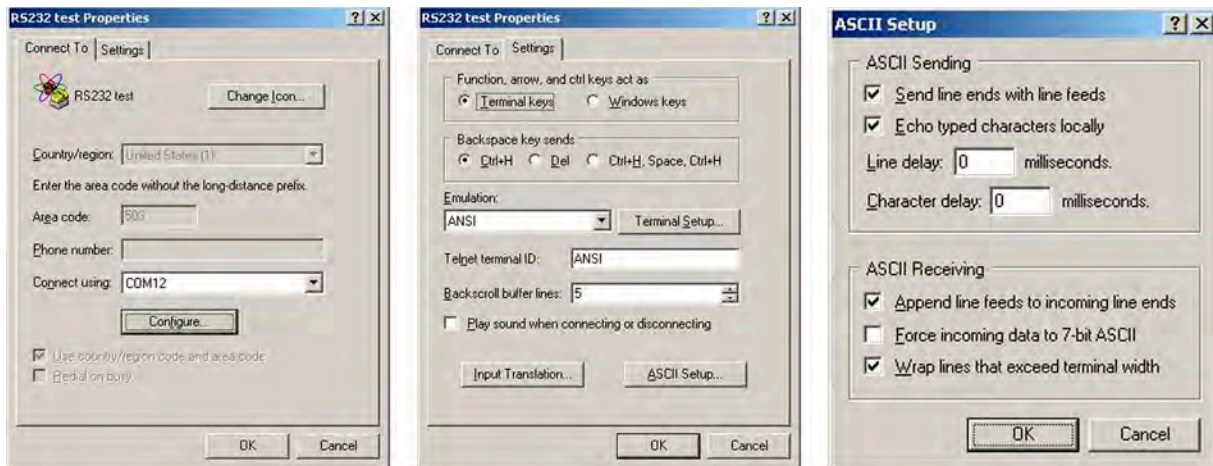 RS232 test Properties
Connect To
Settings
RS232 test
Change Icon...
Country/region:
United States (1)
Enter the area code without the long-distance prefix.
Area code:
503
Phone number:
Connect using:
COM12
Configure...
Use country/region code and area code
Redial on busy
OK
Cancel
RS232 test Properties
Connect To
Settings
Function, arrow, and ctrl keys act as
Terminal keys
Windows keys
Backspace key sends
Ctrl+H
Del
Ctrl+H, Space, Ctrl+H
Emulation:
ANSI
Terminal Setup...
Telnet terminal ID:
ANSI
Backscroll buffer lines:
5
Play sound when connecting or disconnecting
Input Translation...
ASCII Setup...
OK
Cancel
ASCII Setup
ASCII Sending
Send line ends with line feeds
Echo typed characters locally
Line delay: 0 milliseconds.
Character delay: 0 milliseconds.
ASCII Receiving
Append line feeds to incoming line ends
Force incoming data to 7-bit ASCII
Wrap lines that exceed terminal width
OK
Cancel